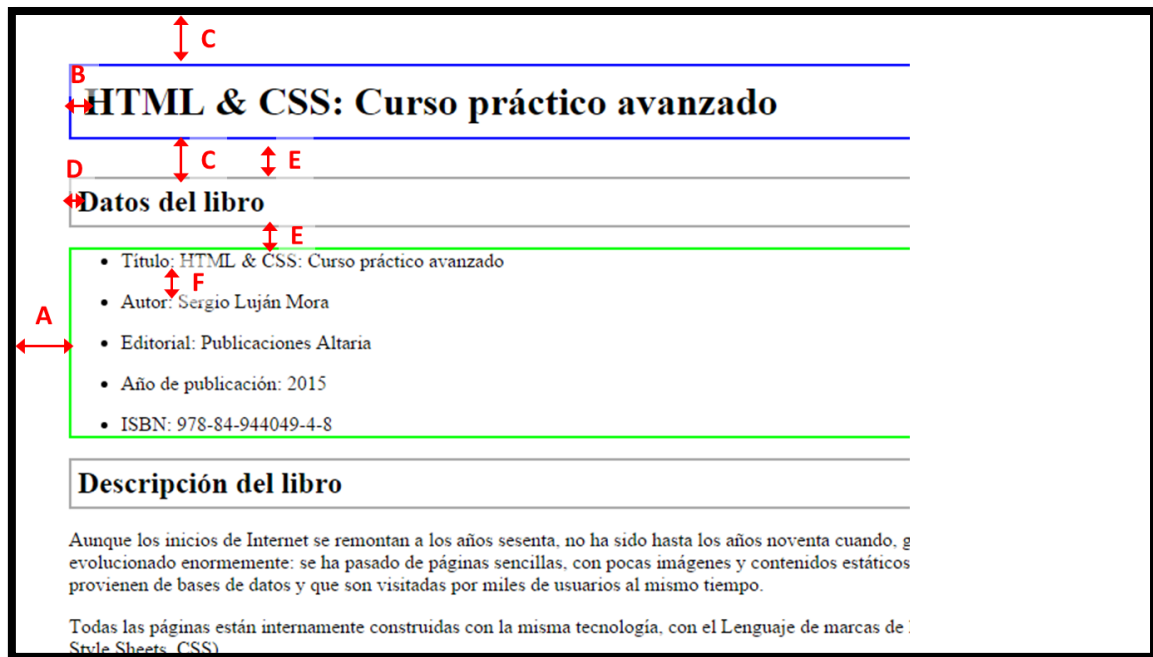 C
B
HTML & CSS: Curso práctico avanzado
C E
D
Datos del libro
E
• Título: HTML & CSS: Curso práctico avanzado
F
• Autor: Sergio Luján Mora
A
• Editorial: Publicaciones Altaria
• Año de publicación: 2015
• ISBN: 978-84-944049-4-8
Descripción del libro
Aunque los inicios de Internet se remontan a los años sesenta, no ha sido hasta los años noventa cuando, g
evolucionado enormemente: se ha pasado de páginas sencillas, con pocas imágenes y contenidos estáticos
provienen de bases de datos y que son visitadas por miles de usuarios al mismo tiempo.
Todas las páginas están internamente construidas con la misma tecnología, con el Lenguaje de marcas de
Style Sheets, CSS)